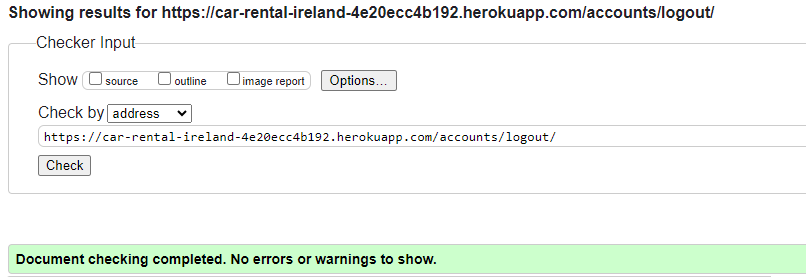 Showing results for https://car-rental-ireland-4e20ecc4b192.herokuapp.com/accounts/logout/
Checker Input
Show source outline image report Options...
Check by address
https://car-rental-ireland-4e20ecc4b192.herokuapp.com/accounts/logout/
Check
Document checking completed. No errors or warnings to show.